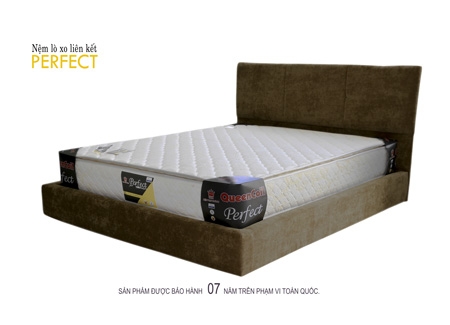 Nệm lò xo liên kết
PERFECT
Perfect
Queenton
Perfect
SẢN PHẨM ĐƯỢC BẢO HÀNH 07 NĂM TRÊN PHẠM VI TOÀN QUỐC.